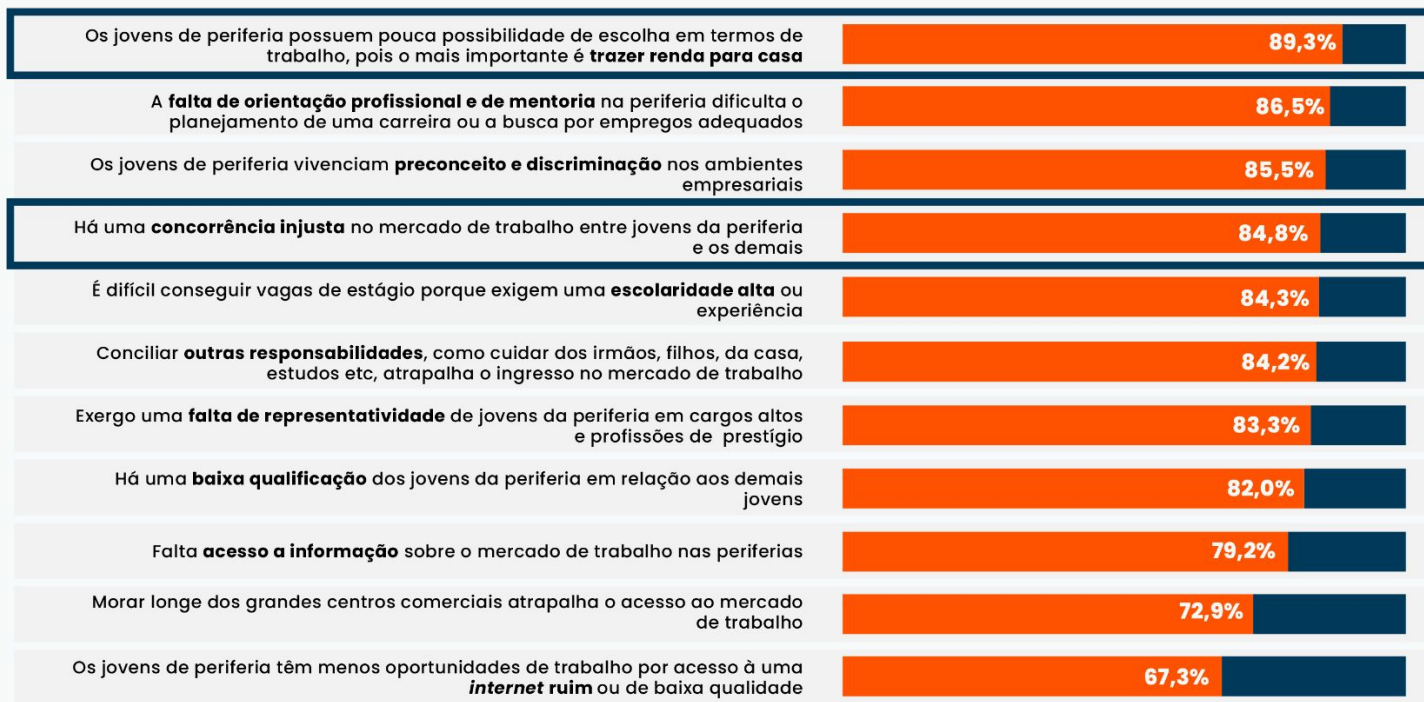 Os jovens de periferia possuem pouca possibilidade de escolha em termos de
trabalho, pois o mais importante é trazer renda para casa
89,3%
A falta de orientação profissional e de mentoria na periferia dificulta o
planejamento de uma carreira ou a busca por empregos adequados
86,5%
Os jovens de periferia vivenciam preconceito e discriminação nos ambientes
empresariais
85,5%
Há uma concorrência injusta no mercado de trabalho entre jovens da periferia
e os demais
84,8%
É difícil conseguir vagas de estágio porque exigem uma escolaridade alta ou
experiência
84,3%
Conciliar outras responsabilidades, como cuidar dos irmãos, filhos, da casa,
estudos etc, atrapalha o ingresso no mercado de trabalho
84,2%
Exergo uma falta de representatividade de jovens da periferia em cargos altos
e profissões de prestígio
83,3%
Há uma baixa qualificação dos jovens da periferia em relação aos demais
jovens
82,0%
Falta acesso a informação sobre o mercado de trabalho nas periferias
79,2%
Morar longe dos grandes centros comerciais atrapalha o acesso ao mercado
de trabalho
72,9%
Os jovens de periferia têm menos oportunidades de trabalho por acesso à uma
internet ruim ou de baixa qualidade
67,3%